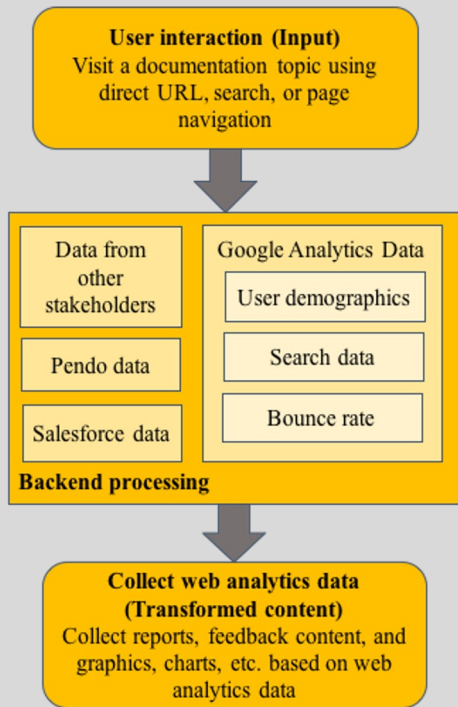 User interaction (Input)
Visit a documentation topic using
direct URL, search, or page
navigation
Data from
other
stakeholders
Pendo data
Salesforce data
Google Analytics Data
User demographics
Search data
Bounce rate
Backend processing
Collect web analytics data
(Transformed content)
Collect reports, feedback content, and
graphics, charts, etc. based on web
analytics data